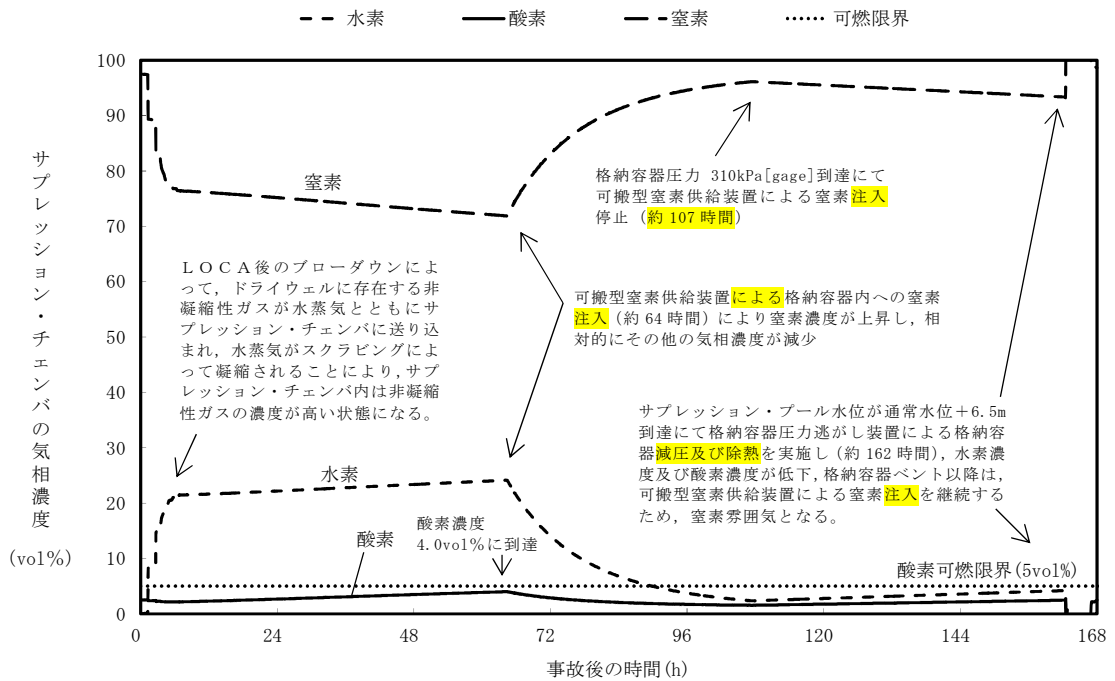 水素
酸素
窒素
可燃限界
サプレッション・チェンバの気相濃度
(vol%)
100
90
80
70
60
50
40
30
20
10
0
窒素
格納容器圧力 310kPa[gage]到達にて
可搬型窒素供給装置による窒素注入
停止（約 107 時間）
ＬＯＣＡ後のブローダウンによ
って，ドライウェルに存在する非
凝縮性ガスが水蒸気とともにサ
プレッション・チェンバに送り込
まれ，水蒸気がスクラビングによ
って凝縮されることにより，サプ
レッション・チェンバ内は非凝縮
性ガスの濃度が高い状態になる。
可搬型窒素供給装置による格納容器内への窒素
注入（約 64 時間）により窒素濃度が上昇し，相
対的にその他の気相濃度が減少
サプレッション・プール水位が通常水位＋6.5m
到達にて格納容器圧力逃がし装置による格納容
器減圧及び除熱を実施し（約 162 時間），水素濃
度及び酸素濃度が低下，格納容器ベント以降は，
可搬型窒素供給装置による窒素注入を継続する
ため，窒素雰囲気となる。
水素
酸素
酸素濃度
4.0vol％に到達
酸素可燃限界(5vol%)
0
24
48
72
96
120
144
168
事故後の時間(h)